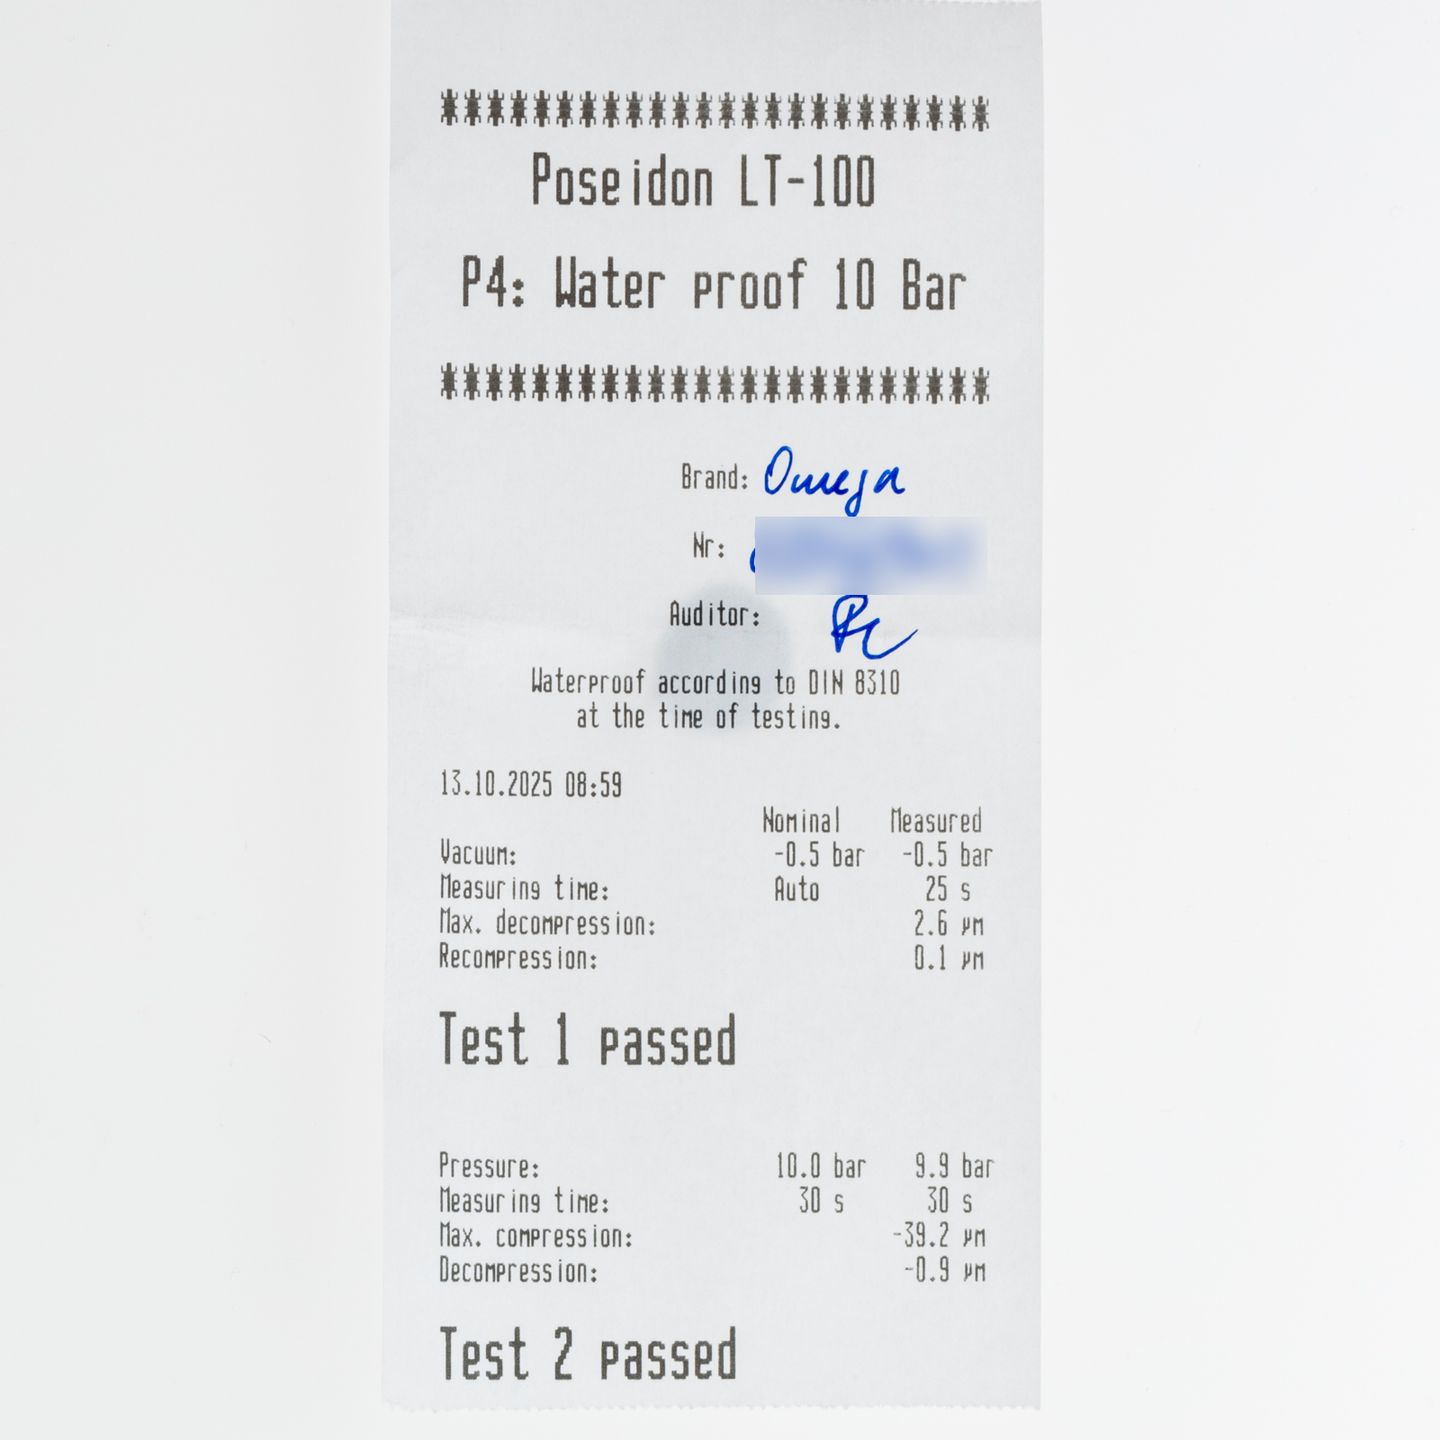 Poseidon LT-100
P4: Water proof 10 Bar
Brand: Omega
Nr:
Auditor:
Waterproof according to DIN 8310
at the time of testing.
13.10.2025 08:59
Nominal Measured
Vacuum: -0.5 bar -0.5 bar
Measuring time: Auto 25 s
Max. decompression: 2.6 µm
Recompression: 0.1 µm
Test 1 passed
Pressure: 10.0 bar 9.9 bar
Measuring time: 30 s 30 s
Max. compression: -39.2 µm
Decompression: -0.9 µm
Test 2 passed